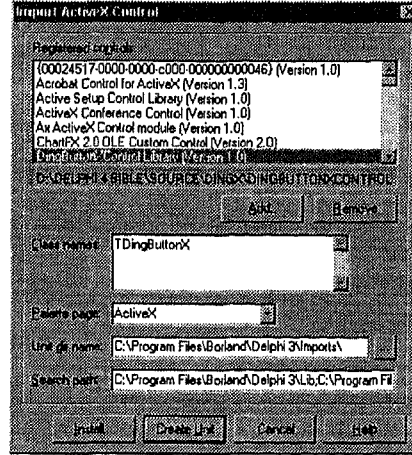 Import ActiveX Control
Registered controls
{00024517-0000-0000-c000-000000000046} (Version 1.0)
Acrobat Control for ActiveX (Version 1.3)
Active Setup Control Library (Version 1.0)
ActiveX Conference Control (Version 1.0)
Ax ActiveX Control module (Version 1.0)
ChartFX 2.0 OLE Custom Control (Version 2.0)
DingButtonX Control Library (Version 1.0)
D:\DELPHI 4 BIBLE\SOURCE\DINGX\DINGBUTTONXCONTROL
Add... Remove
Class names: TDingButtonX
Palette page: ActiveX
Unit dir name: C:\Program Files\Borland\Delphi 3\Imports\ ...
Search path: C:\Program Files\Borland\Delphi 3\Lib;C:\Program Fil
Install... Create Unit Cancel Help